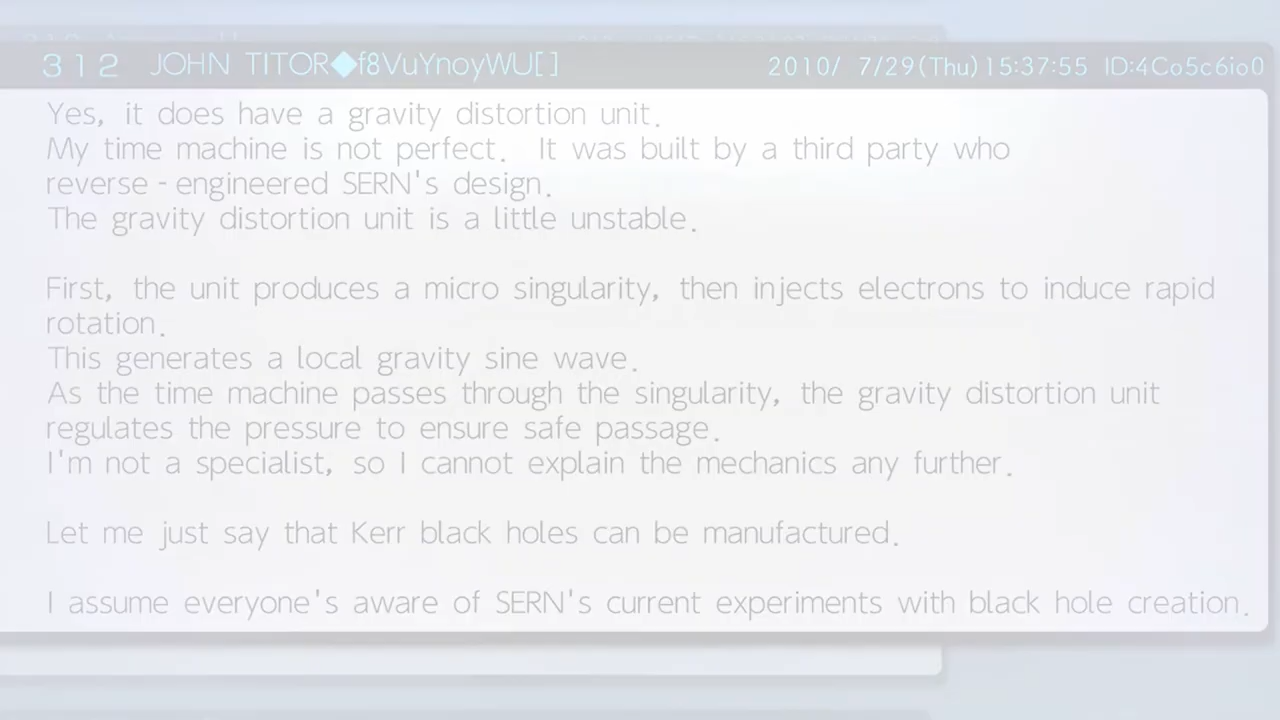 312 JOHN TITOR◆f8VuYnoyWU[] 2010/ 7/29(Thu) 15:37:55 ID:4Co5c6io0
Yes, it does have a gravity distortion unit.
My time machine is not perfect. It was built by a third party who
reverse-engineered SERN's design.
The gravity distortion unit is a little unstable.
First, the unit produces a micro singularity, then injects electrons to induce rapid
rotation.
This generates a local gravity sine wave.
As the time machine passes through the singularity, the gravity distortion unit
regulates the pressure to ensure safe passage.
I'm not a specialist, so I cannot explain the mechanics any further.
Let me just say that Kerr black holes can be manufactured.
I assume everyone's aware of SERN's current experiments with black hole creation.